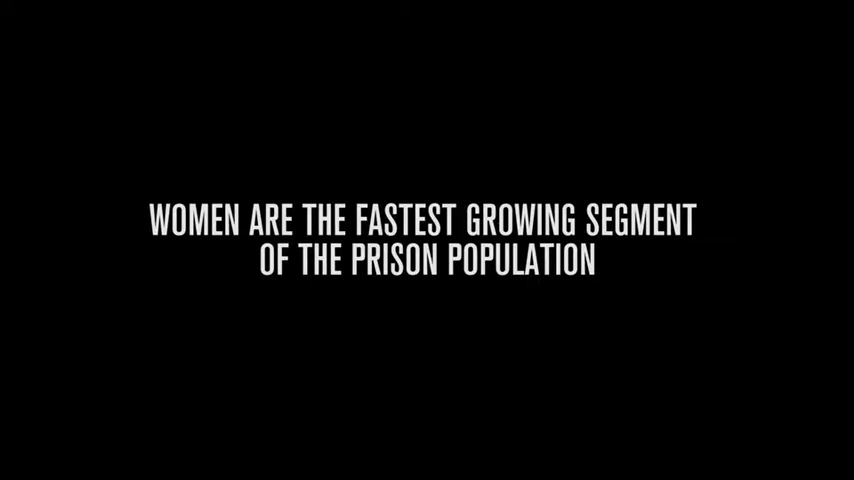 WOMEN ARE THE FASTEST GROWING SEGMENT
OF THE PRISON POPULATION